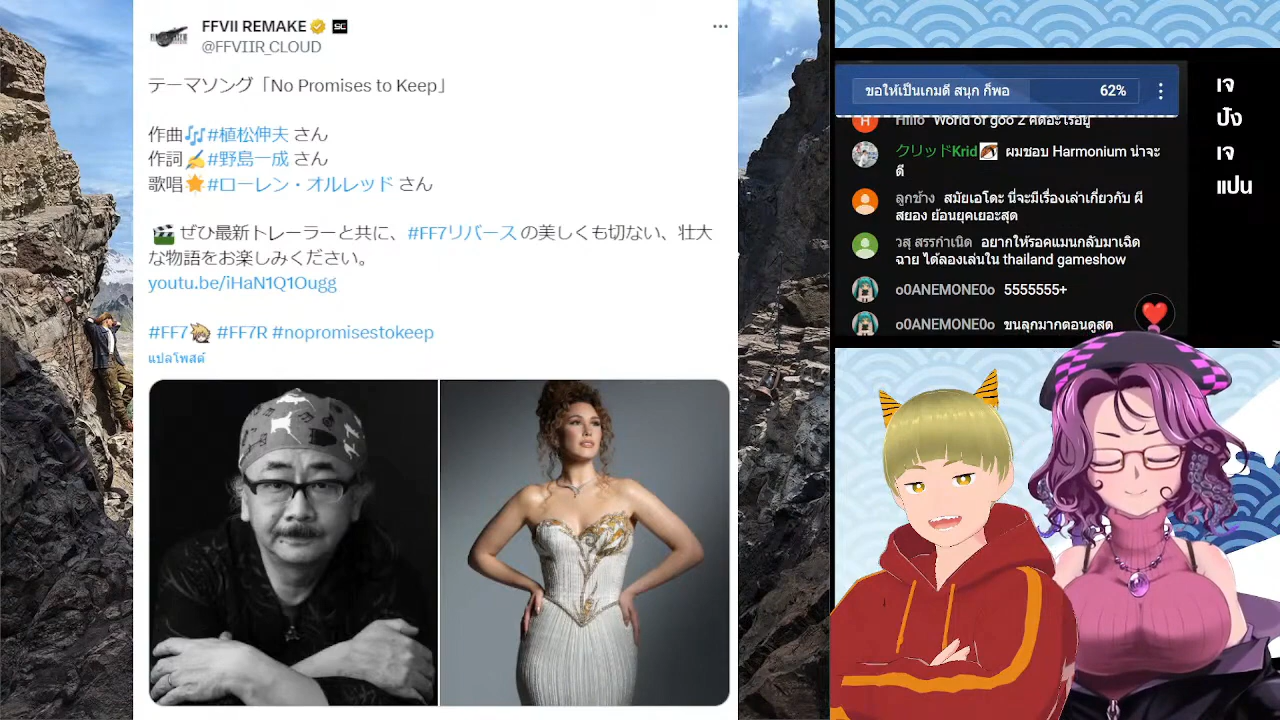 FFVII REMAKE
@FFVIIR_CLOUD
テーマソング「No Promises to Keep」
作曲🎶#植松伸夫 さん
作詞✍#野島一成 さん
歌唱🌟#ローレン・オルレッド さん
🎬 ぜひ最新トレーラーと共に、#FF7リバース の美しくも切ない、壮大
な物語をお楽しみください。
youtu.be/iHaN1Q1Ougg
#FF7 #FF7R #nopromisestokeep
แปลโพสต์
ขอให้เป็นเกมดี สนุก ก็พอ 62%
World of goo 2 คืออะไรอยู่
クリッドKrid ผมชอบ Harmonium น่าจะ
ดี
ลูกช้าง สมัยเอโดะ นี่จะมีเรื่องเล่าเกี่ยวกับ ผี
สยอง ย้อนยุคเยอะสุด
วสุ สรรกำเนิด อยากให้รอคแมนกลับมาเฉิด
ฉาย ได้ลองเล่นใน thailand gameshow
o0ANEMONE0o 5555555+
o0ANEMONE0o ขนลุกมากตอนดูสด
เจ
ปัง
เจ
แปน